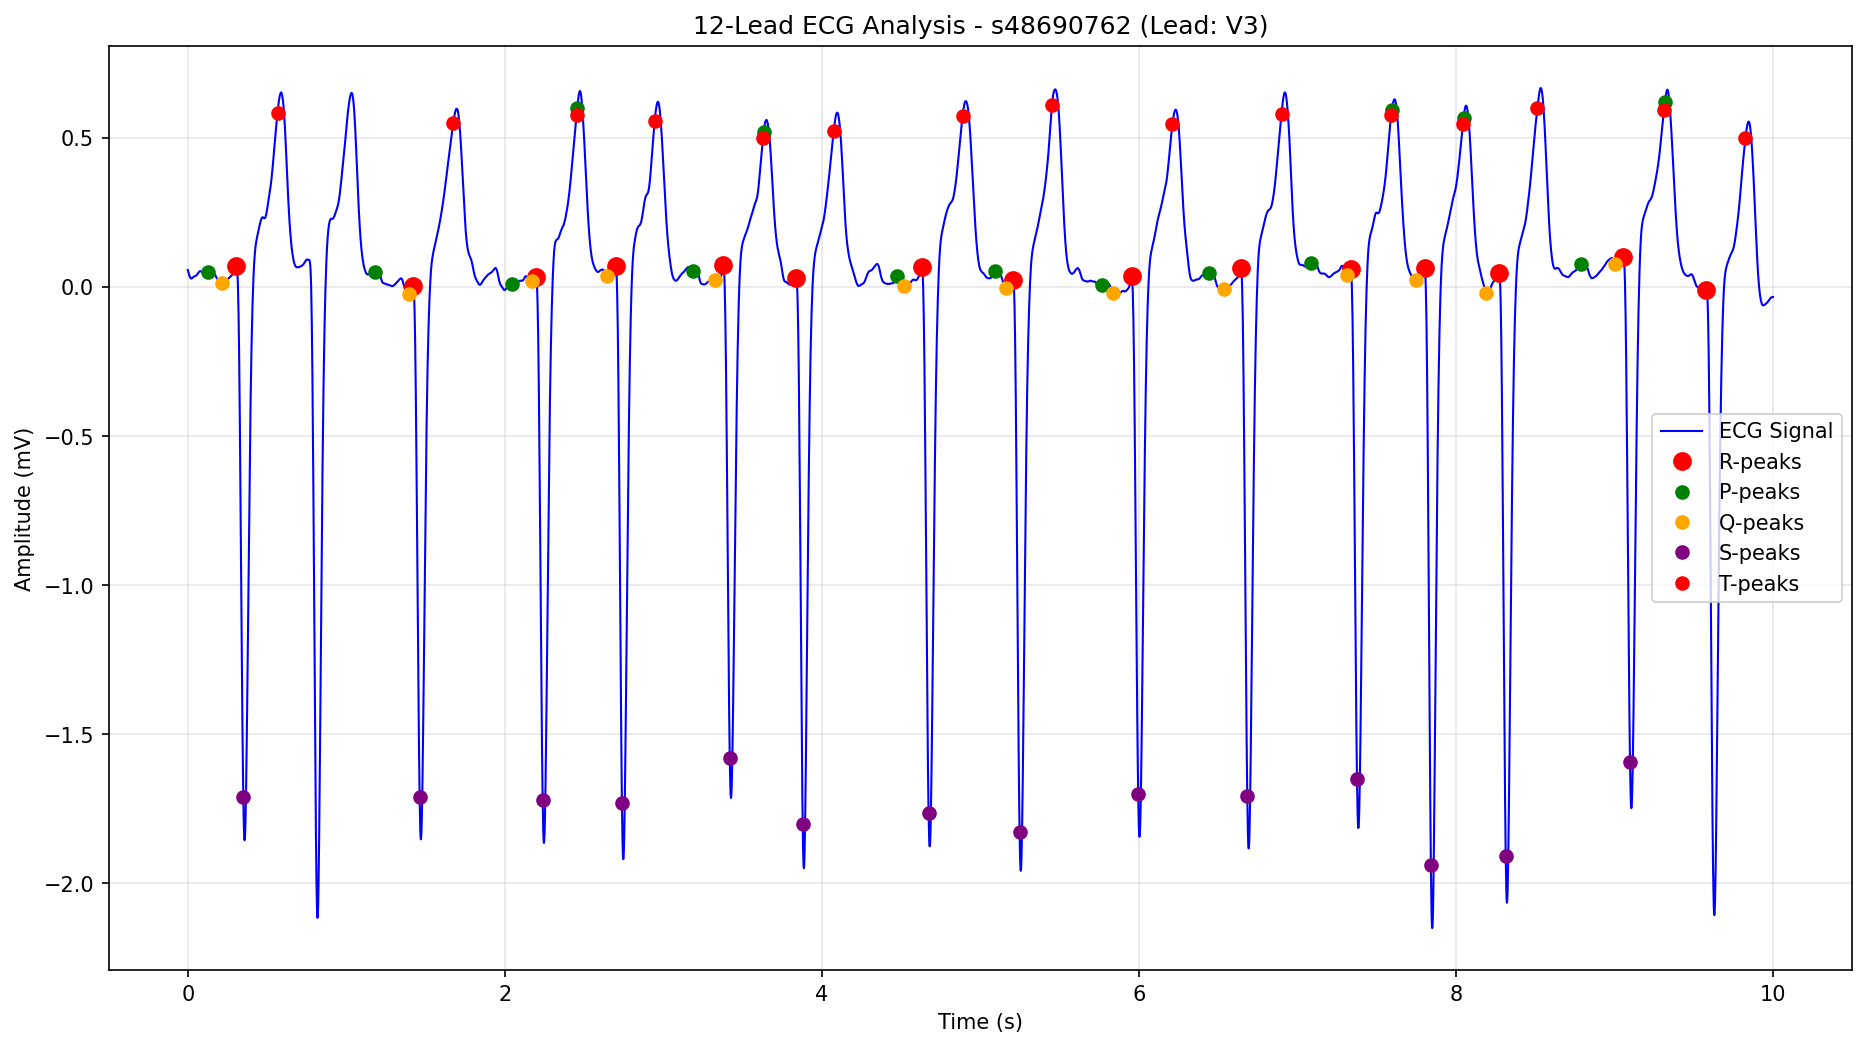 12-Lead ECG Analysis - s48690762 (Lead: V3)
0.5
0.0
−0.5
−1.0
−1.5
−2.0
Amplitude (mV)
ECG Signal
R-peaks
P-peaks
Q-peaks
S-peaks
T-peaks
0 2 4 6 8 10
Time (s)